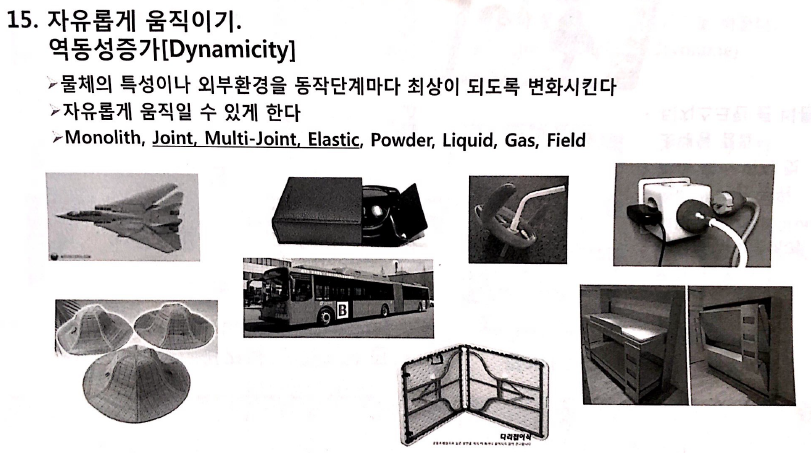 15. 자유롭게 움직이기.
역동성증가[Dynamicity]
➢물체의 특성이나 외부환경을 동작단계마다 최상이 되도록 변화시킨다
➢자유롭게 움직일 수 있게 한다
➢Monolith, Joint, Multi-Joint, Elastic, Powder, Liquid, Gas, Field
B
다리접이식